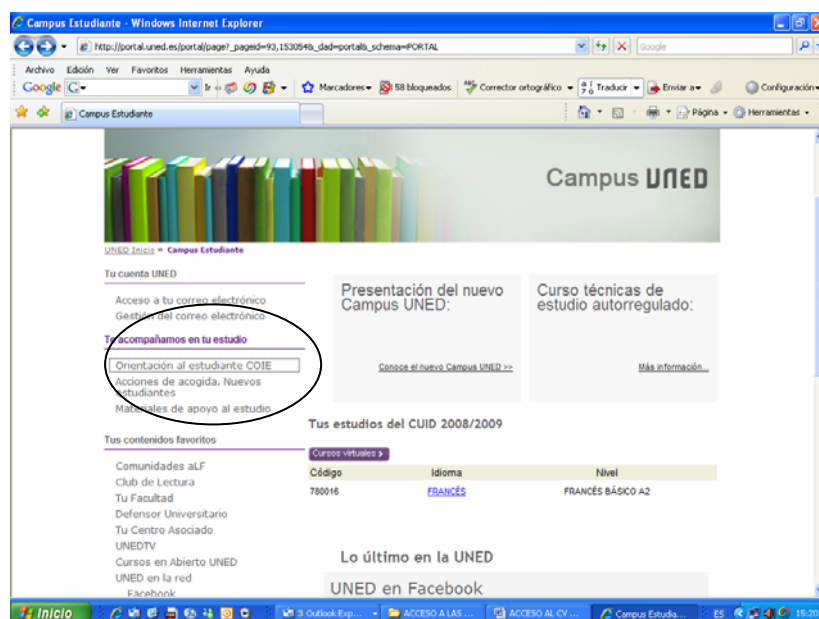 Campus Estudiante - Windows Internet Explorer
http://portal.uned.es/portal/page?_pageid=93,153054&_dad=portal&_schema=PORTAL
Google
Archivo Edición Ver Favoritos Herramientas Ayuda
Google G Ir Marcadores 58 bloqueados Corrector ortográfico Traducir Enviar a Configuración
Campus Estudiante Página Herramientas
Campus UNED
UNED Inicio Campus Estudiante
Tu cuenta UNED
Acceso a tu correo electrónico
Gestión del correo electrónico
Te acompañamos en tu estudio
Orientación al estudiante COIE
Acciones de acogida. Nuevos
estudiantes
Materiales de apoyo al estudio
Tus contenidos favoritos
Comunidades aLF
Club de Lectura
Tu Facultad
Defensor Universitario
Tu Centro Asociado
UNEDTV
Cursos en Abierto UNED
UNED en la red
Facebook
Presentación del nuevo
Campus UNED:
Conoce el nuevo Campus UNED >>
Curso técnicas de
estudio autorregulado:
Más información...
Tus estudios del CUID 2008/2009
Cursos virtuales
Código Idioma Nivel
780016 FRANCÉS FRANCÉS BÁSICO A2
Lo último en la UNED
UNED en Facebook
Inicio 3 Outlook Exp... ACCESO A LAS ... ACCESO AL CV ... Campus Estudia... ES 15:20